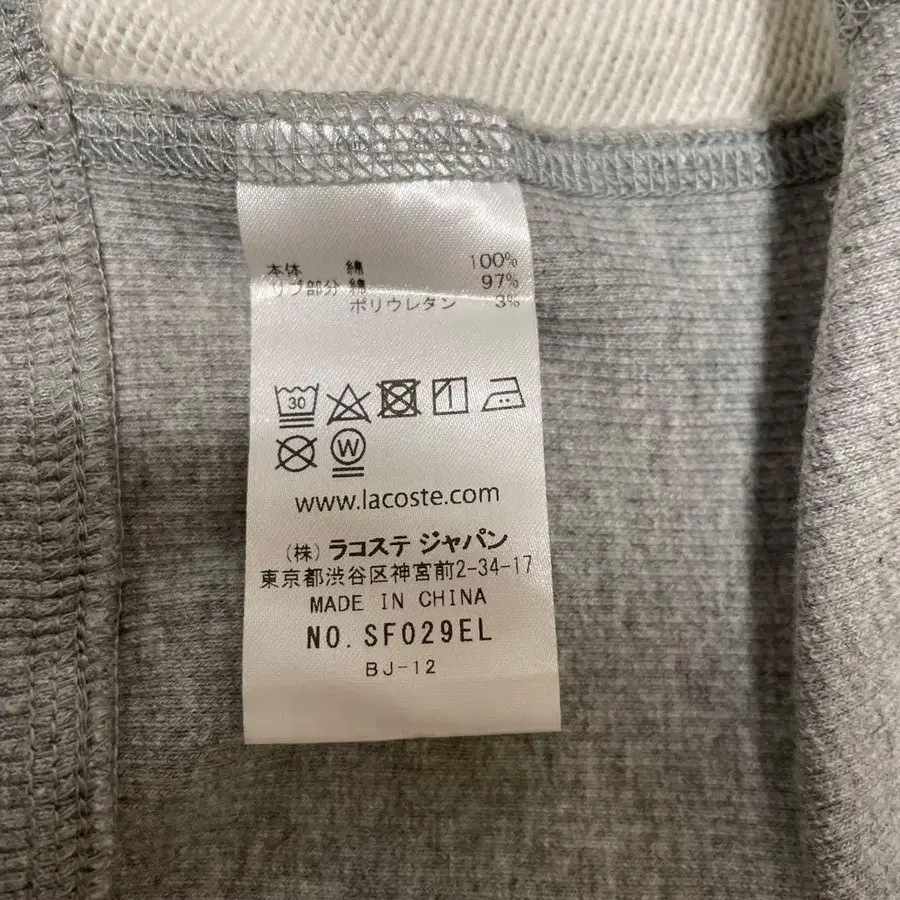 本体 綿 100%
リブ部分 綿 97%
ポリウレタン 3%
30
W
www.lacoste.com
(株) ラコステ ジャパン
東京都渋谷区神宮前2-34-17
MADE IN CHINA
NO. SF029EL
BJ-12